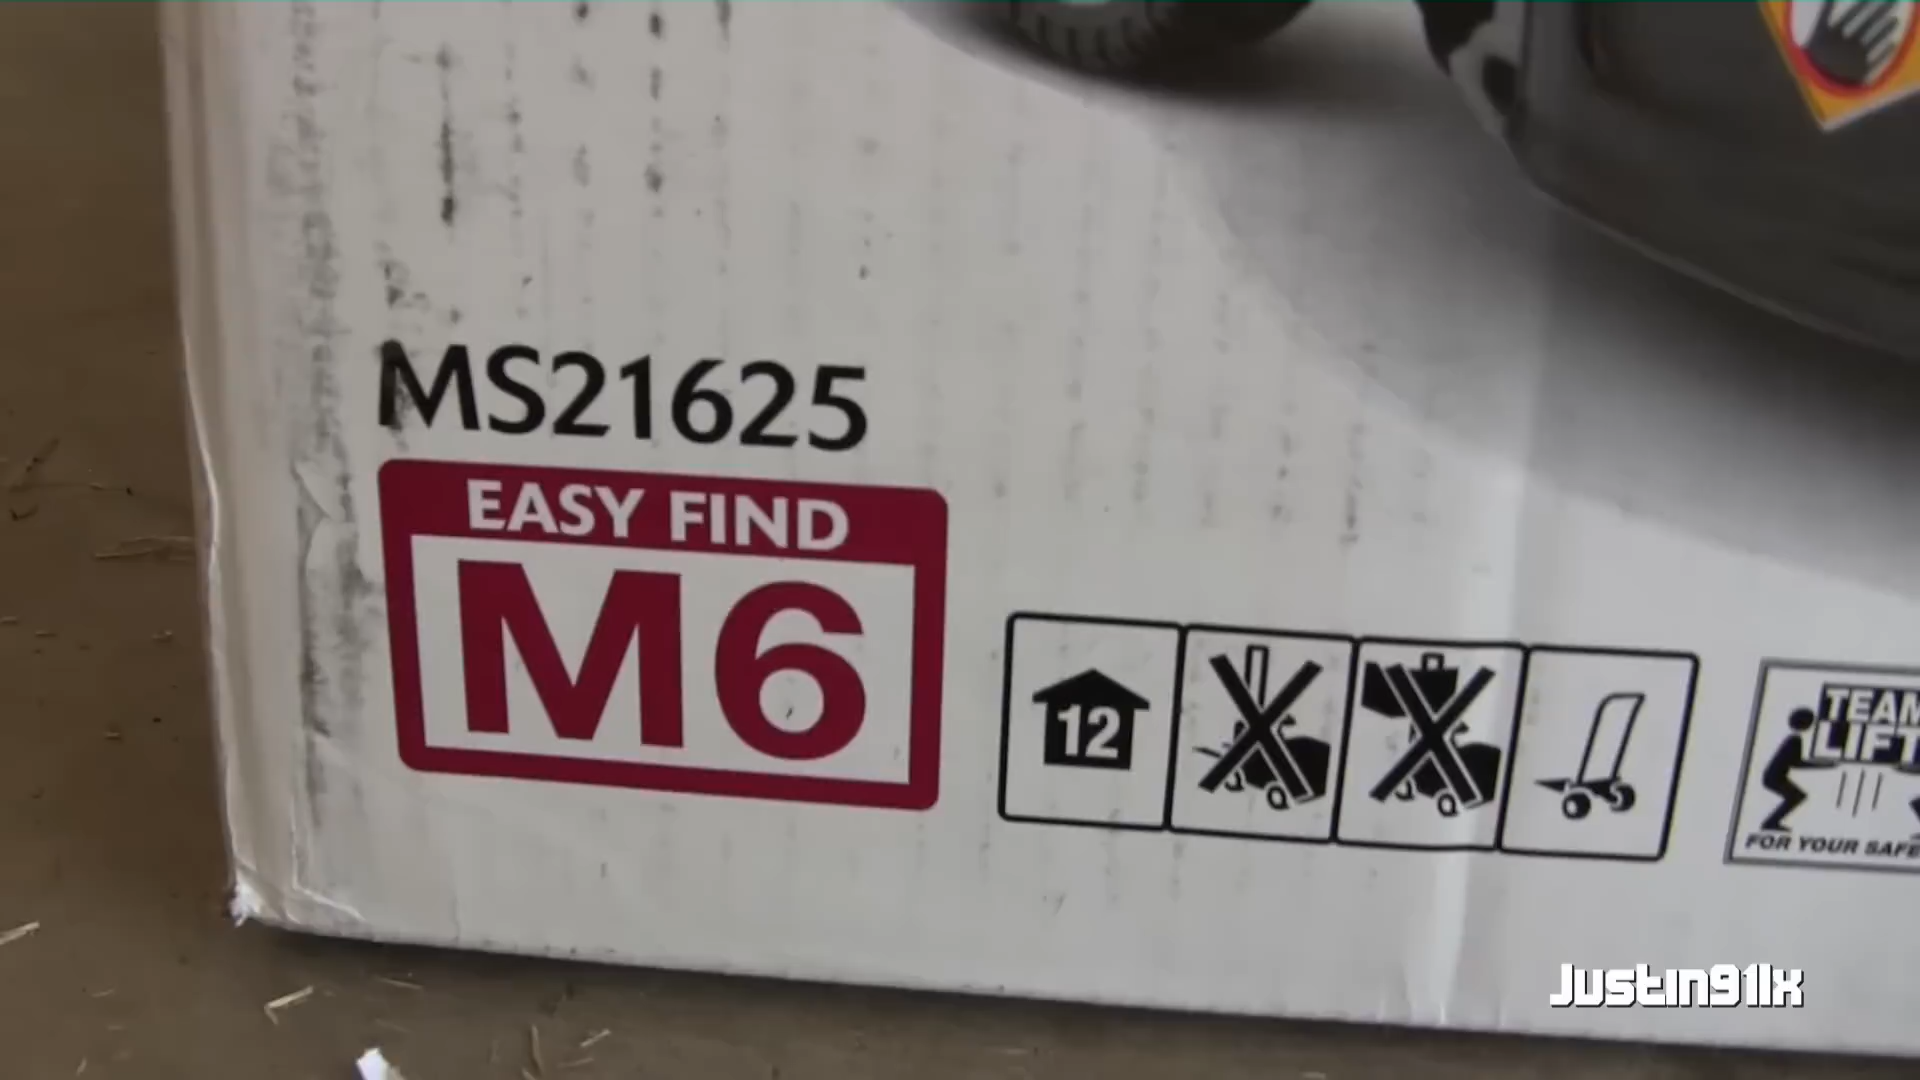 MS21625
EASY FIND
M6
12
TEAM
LIFT
FOR YOUR SAFE
Justin91lx